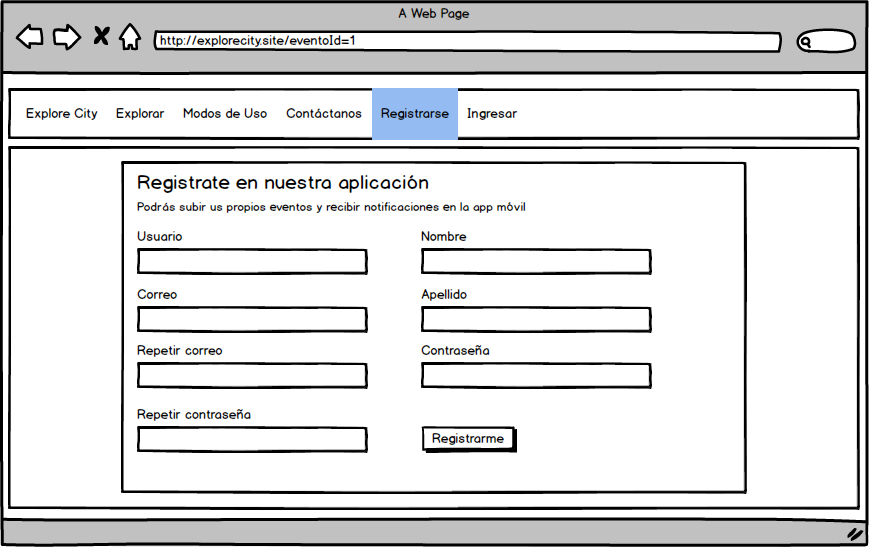 A Web Page
http://explorecity.site/eventoId=1
Explore City Explorar Modos de Uso Contáctanos Registrarse Ingresar
Registrate en nuestra aplicación
Podrás subir us propios eventos y recibir notificaciones en la app móvil
Usuario Nombre
Correo Apellido
Repetir correo Contraseña
Repetir contraseña
Registrarme